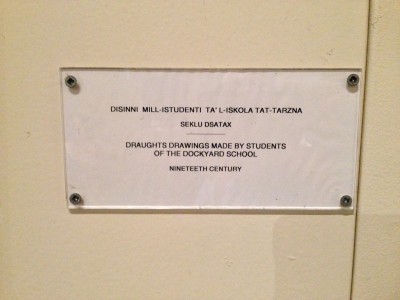 DISINNI MILL-ISTUDENTI TA' L-ISKOLA TAT-TARZNA
SEKLU DSATAX
DRAUGHTS DRAWINGS MADE BY STUDENTS
OF THE DOCKYARD SCHOOL
NINETEETH CENTURY